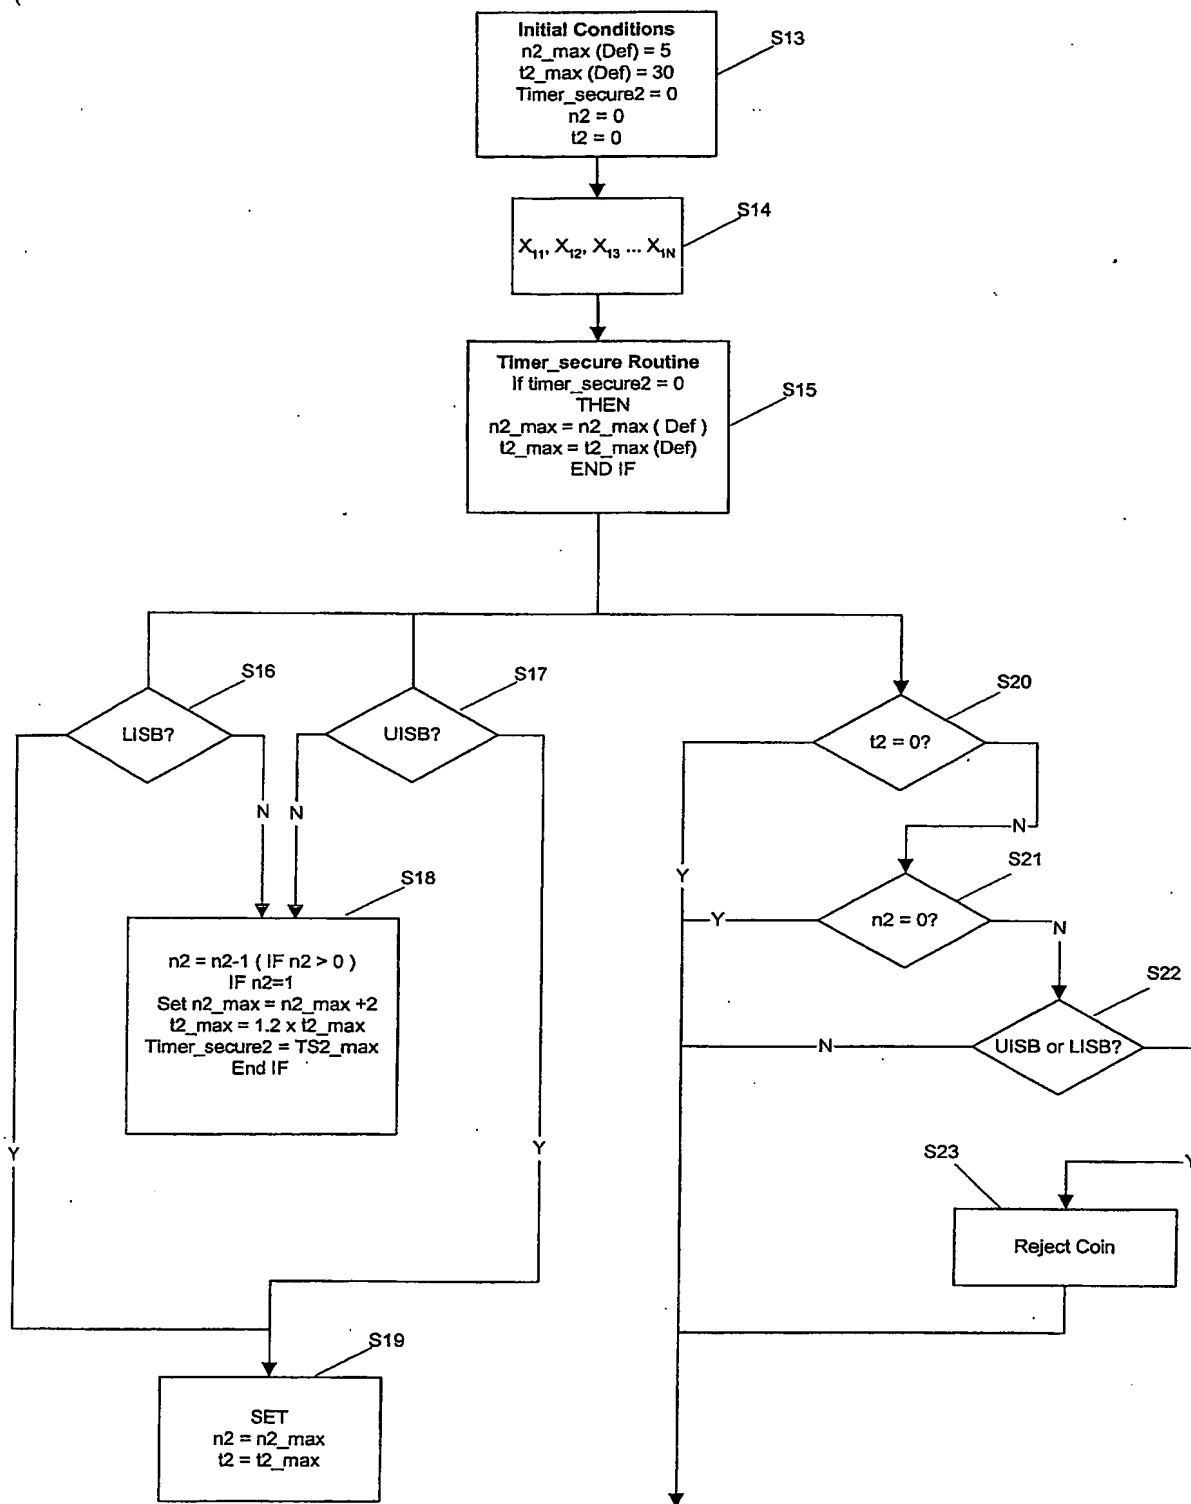 Initial Conditions
n2_max (Def) = 5
t2_max (Def) = 30
Timer_secure2 = 0
n2 = 0
t2 = 0
S13
S14
X11, X12, X13 ... X1N
Timer_secure Routine
If timer_secure2 = 0
THEN
n2_max = n2_max ( Def )
t2_max = t2_max (Def)
END IF
S15
S16
LISB?
S17
UISB?
S20
t2 = 0?
N
N
N
S21
n2 = 0?
Y
Y
N
S18
n2 = n2-1 ( IF n2 > 0 )
IF n2=1
Set n2_max = n2_max +2
t2_max = 1.2 x t2_max
Timer_secure2 = TS2_max
End IF
S22
UISB or LISB?
N
Y
Y
S23
Y
Reject Coin
S19
SET
n2 = n2_max
t2 = t2_max